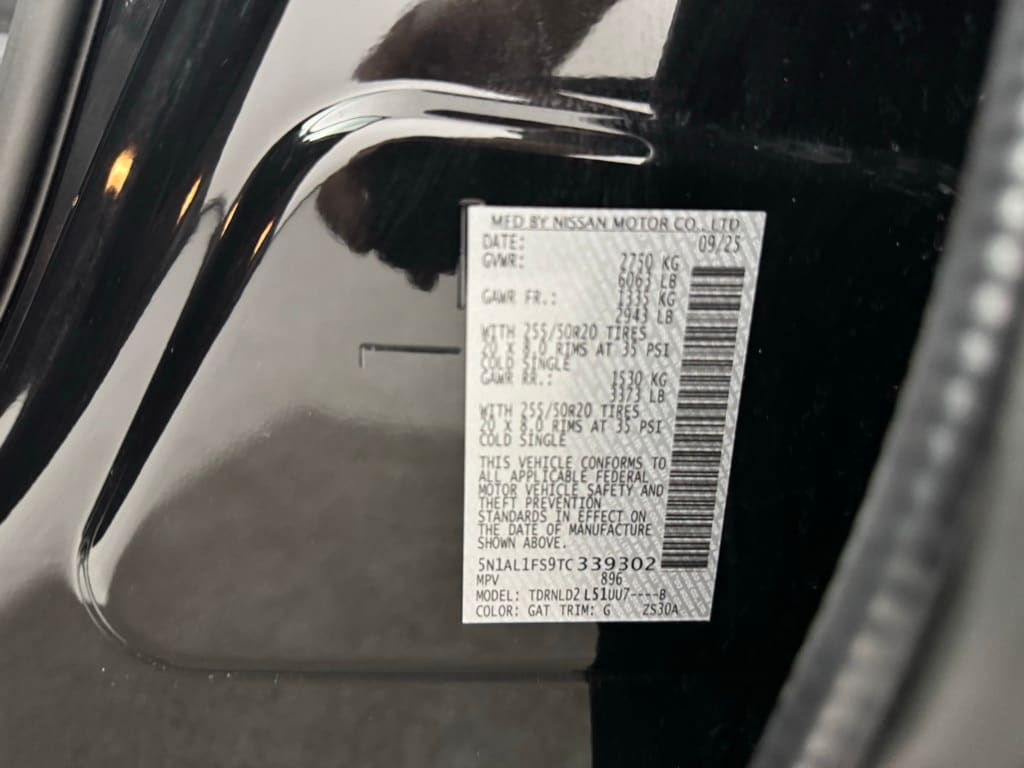 MFD BY NISSAN MOTOR CO., LTD
DATE: 09/25
GVWR: 2750 KG
6063 LB
GAWR FR.: 1335 KG
2943 LB
WITH 255/50R20 TIRES
20 X 8.0 RIMS AT 35 PSI
COLD SINGLE
GAWR RR.: 1530 KG
3373 LB
WITH 255/50R20 TIRES
20 X 8.0 RIMS AT 35 PSI
COLD SINGLE
THIS VEHICLE CONFORMS TO
ALL APPLICABLE FEDERAL
MOTOR VEHICLE SAFETY AND
THEFT PREVENTION
STANDARDS IN EFFECT ON
THE DATE OF MANUFACTURE
SHOWN ABOVE.
5N1AL1FS9TC339302
MPV 896
MODEL: TDRNLD2 L51UU7----B
COLOR: GAT TRIM: G ZS30A